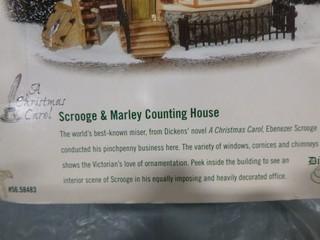 A
Christmas
Carol
Scrooge & Marley Counting House
The world's best-known miser, from Dickens' novel A Christmas Carol, Ebenezer Scrooge
conducted his pinchpenny business here. The variety of windows, cornices and chimneys
shows the Victorian's love of ornamentation. Peek inside the building to see an
interior scene of Scrooge in his equally imposing and heavily decorated office.
#56.58483